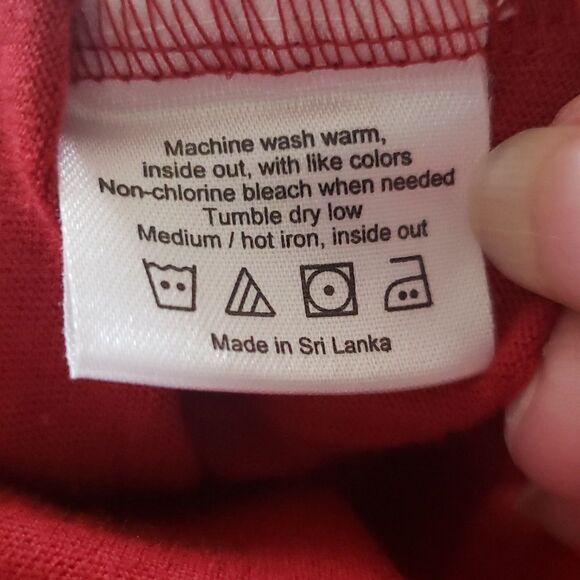 Machine wash warm,
inside out, with like colors
Non-chlorine bleach when needed
Tumble dry low
Medium / hot iron, inside out
Made in Sri Lanka